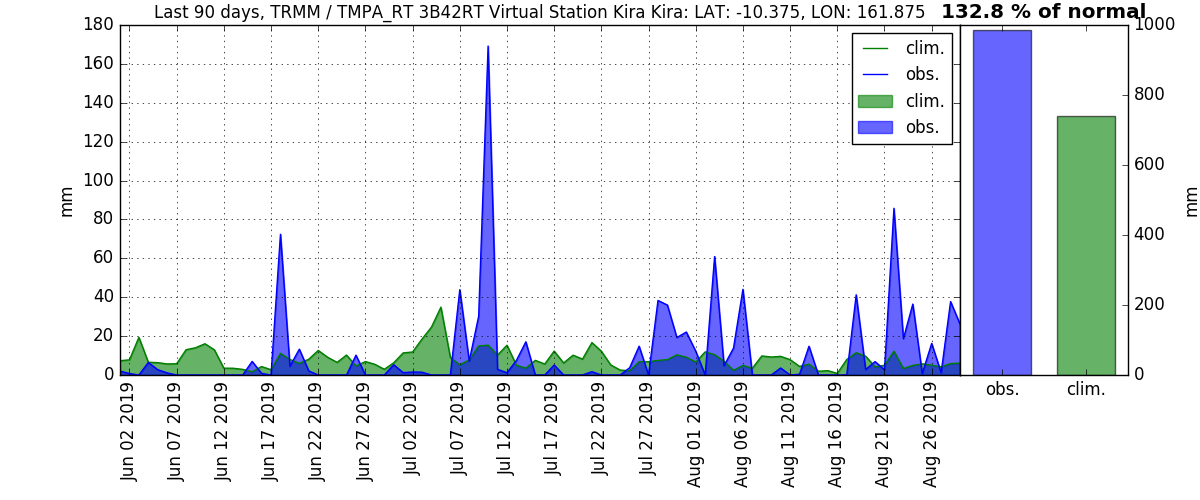 Last 90 days, TRMM / TMPA_RT 3B42RT Virtual Station Kira Kira: LAT: -10.375, LON: 161.875 132.8 % of normal
180
160
140
120
100
80
60
40
20
0
mm
clim.
obs.
clim.
obs.
Jun 02 2019
Jun 07 2019
Jun 12 2019
Jun 17 2019
Jun 22 2019
Jun 27 2019
Jul 02 2019
Jul 07 2019
Jul 12 2019
Jul 17 2019
Jul 22 2019
Jul 27 2019
Aug 01 2019
Aug 06 2019
Aug 11 2019
Aug 16 2019
Aug 21 2019
Aug 26 2019
1000
800
600
400
200
0
mm
obs. clim.